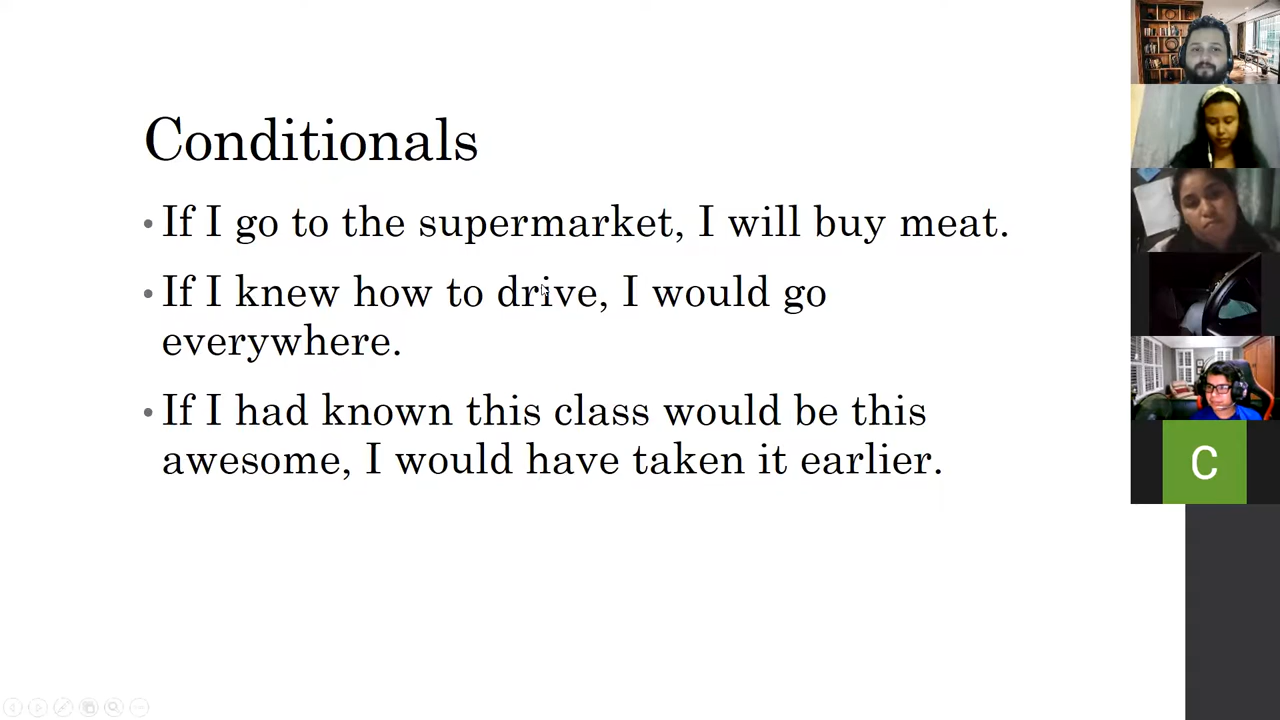 Conditionals
• If I go to the supermarket, I will buy meat.
• If I knew how to drive, I would go
everywhere.
• If I had known this class would be this
awesome, I would have taken it earlier.
C